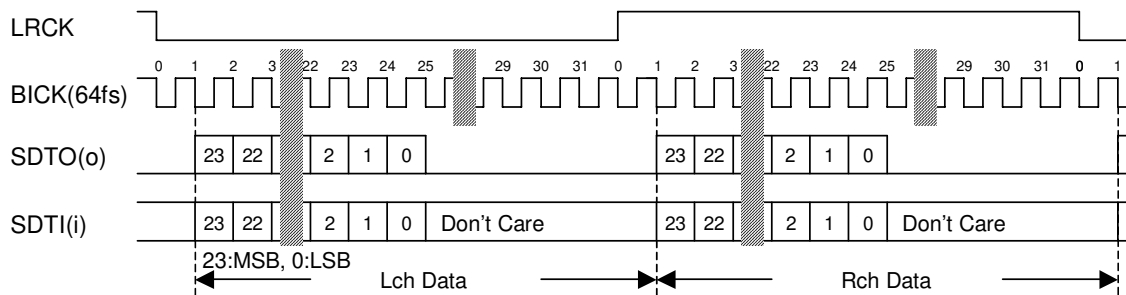 LRCK
0 1 2 3 22 23 24 25 29 30 31 0 1 2 3 22 23 24 25 29 30 31 0 1
BICK(64fs)
SDTO(o) 23 22 2 1 0 23 22 2 1 0
SDTI(i) 23 22 2 1 0 Don't Care 23 22 2 1 0 Don't Care
23:MSB, 0:LSB
Lch Data Rch Data